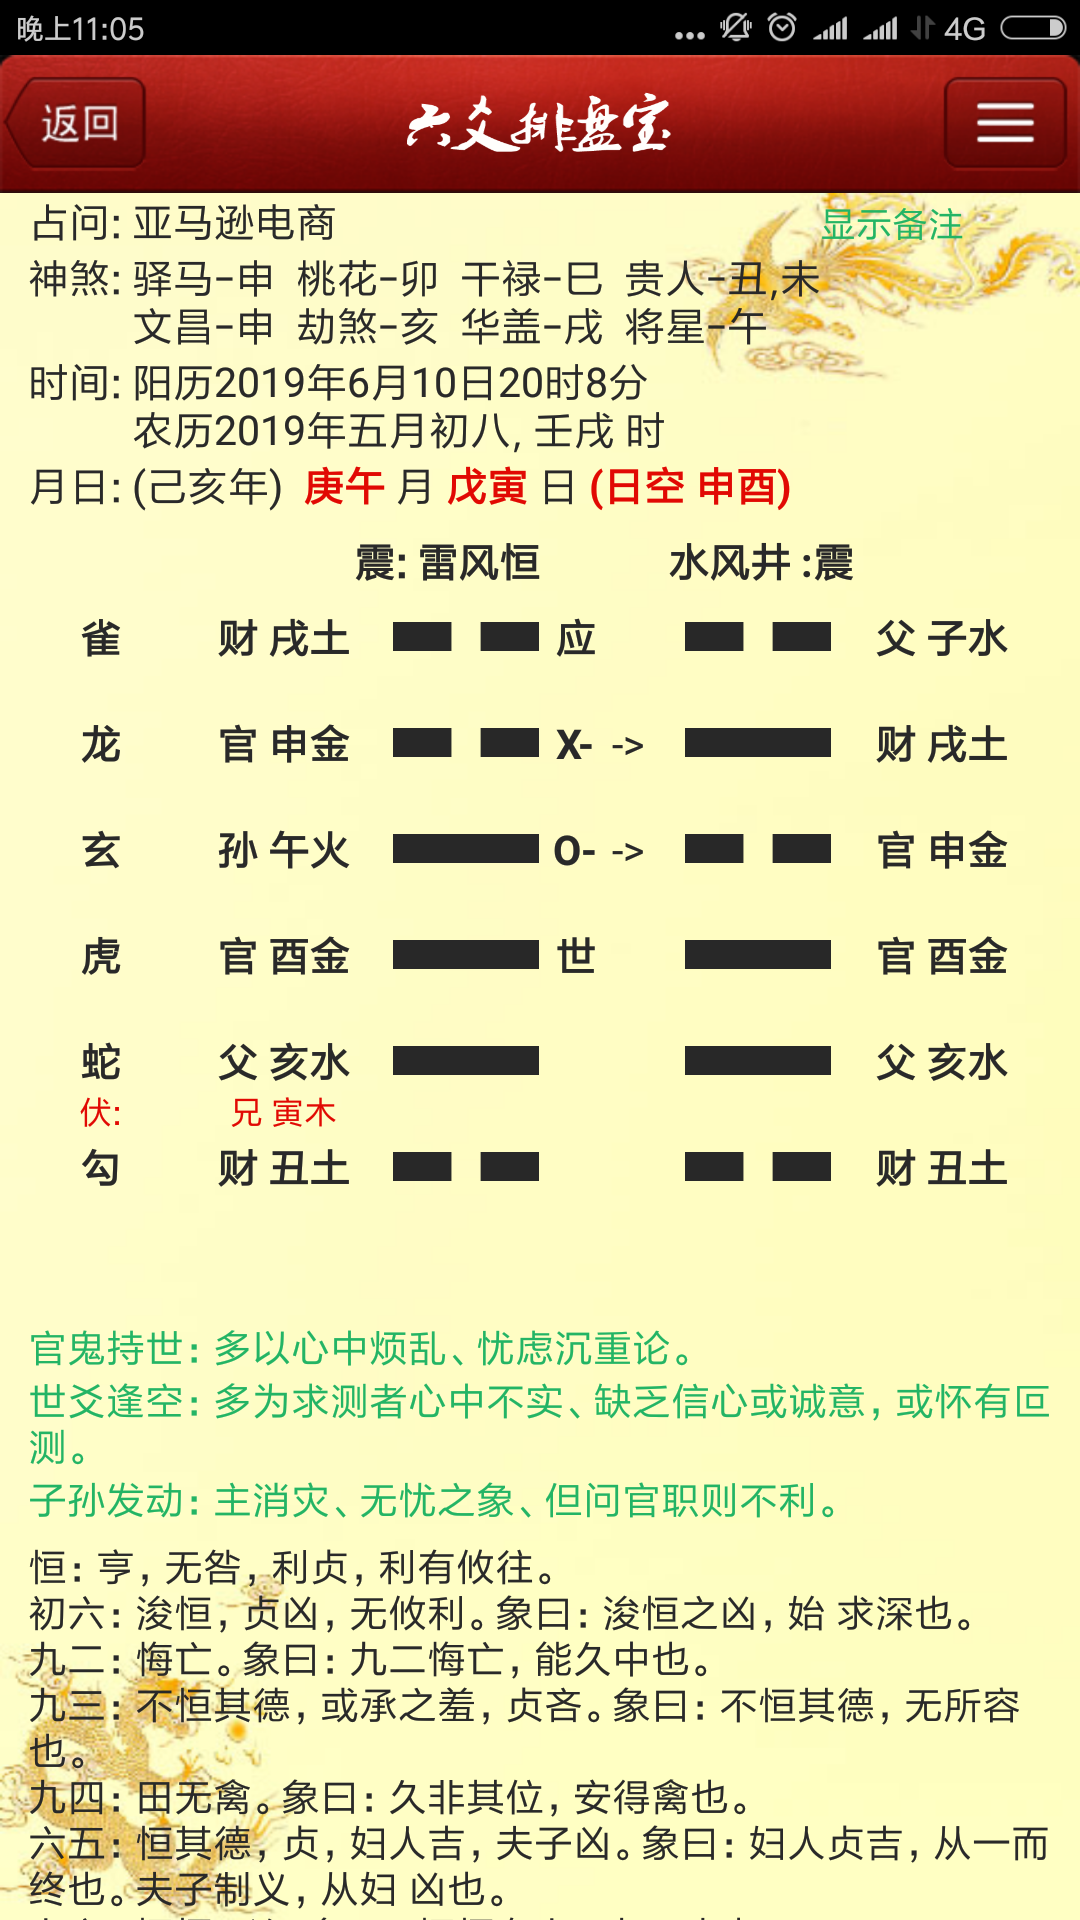 晚上11:05
4G
返回
六爻排盘宝
占问: 亚马逊电商
显示备注
神煞: 驿马-申 桃花-卯 干禄-巳 贵人-丑,未
文昌-申 劫煞-亥 华盖-戌 将星-午
时间: 阳历2019年6月10日20时8分
农历2019年五月初八, 壬戌 时
月日: (己亥年) 庚午 月 戊寅 日 (日空 申酉)
震: 雷风恒 水风井 :震
雀 财 戌土 应 父 子水
龙 官 申金 X- -> 财 戌土
玄 孙 午火 O- -> 官 申金
虎 官 酉金 世 官 酉金
蛇 父 亥水 父 亥水
伏: 兄 寅木
勾 财 丑土 财 丑土
官鬼持世: 多以心中烦乱、忧虑沉重论。
世爻逢空: 多为求测者心中不实、缺乏信心或诚意, 或怀有叵
测。
子孙发动: 主消灾、无忧之象、但问官职则不利。
恒: 亨, 无咎, 利贞, 利有攸往。
初六: 浚恒, 贞凶, 无攸利。象曰: 浚恒之凶, 始 求深也。
九二: 悔亡。象曰: 九二悔亡, 能久中也。
九三: 不恒其德, 或承之羞, 贞吝。象曰: 不恒其德, 无所容
也。
九四: 田无禽。象曰: 久非其位, 安得禽也。
六五: 恒其德, 贞, 妇人吉, 夫子凶。象曰: 妇人贞吉, 从一而
终也。夫子制义, 从妇 凶也。